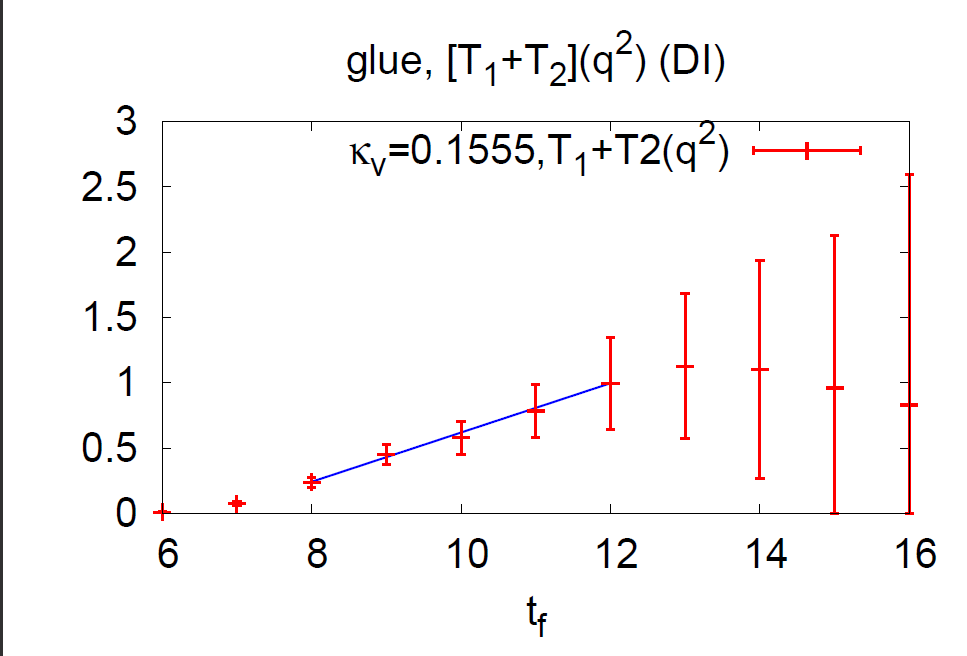 glue, [T₁+T₂](q²) (DI)
κᵥ=0.1555,T₁+T2(q²)
3
2.5
2
1.5
1
0.5
0
6 8 10 12 14 16
t_f